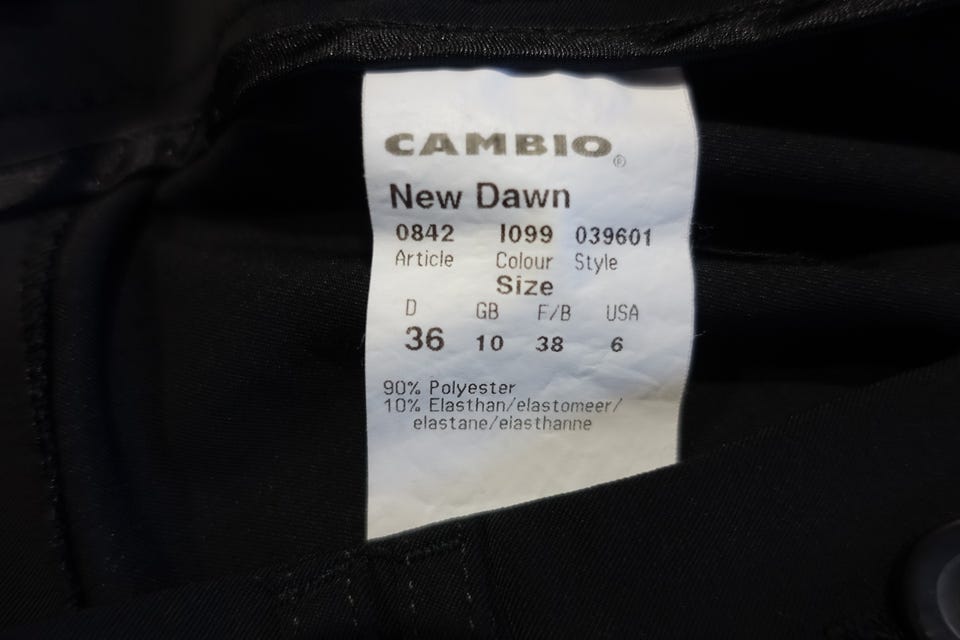 CAMBIO®
New Dawn
0842 I099 039601
Article Colour Style
Size
D GB F/B USA
36 10 38 6
90% Polyester
10% Elasthan/elastomeer/
elastane/elasthanne